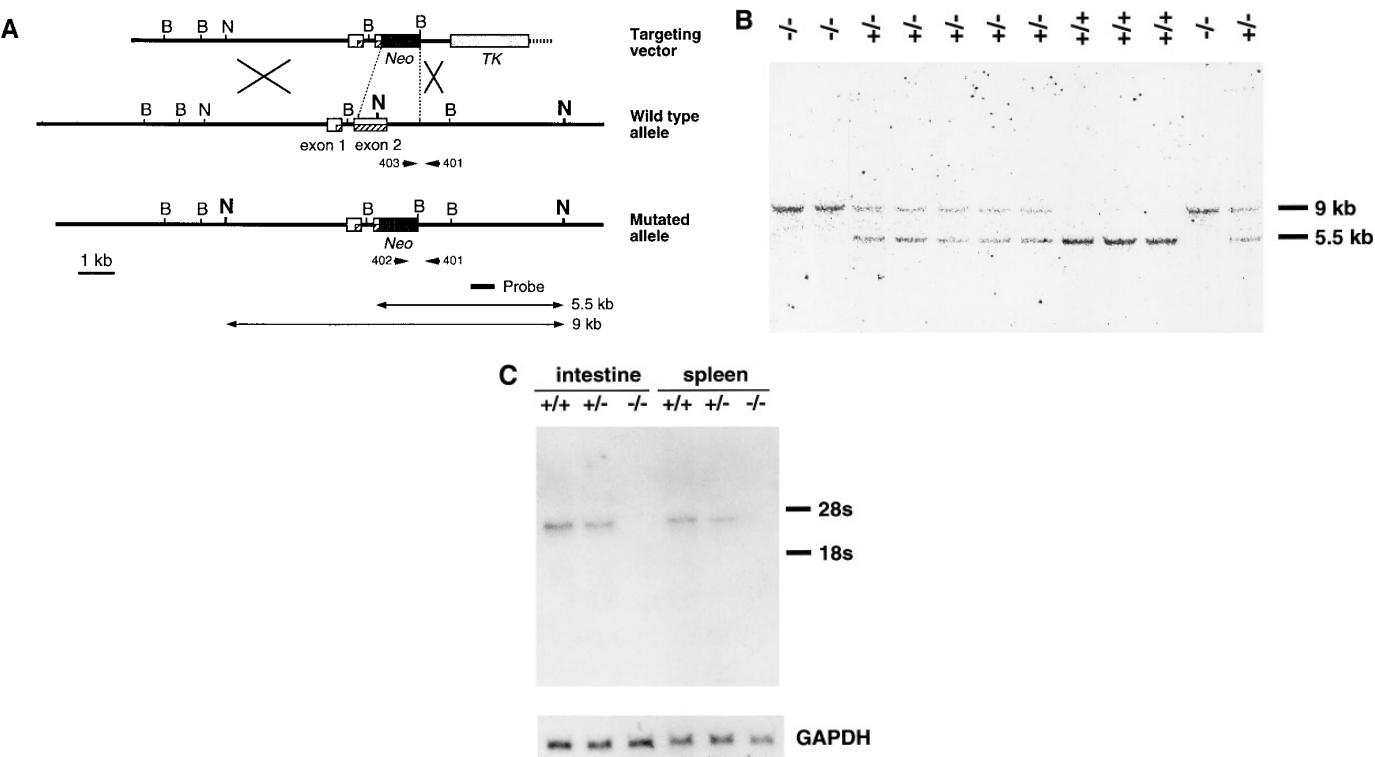 A
B B N B B
Neo TK
Targeting vector
B B N B N B N
exon 1 exon 2
Wild type allele
403 401
B B N B B B N
Neo
Mutated allele
402 401
1 kb
Probe
5.5 kb
9 kb
B
-/- -/- +/- +/- +/- +/- +/- +/+ +/+ +/+ -/- +/-
9 kb
5.5 kb
C
intestine spleen
+/+ +/- -/- +/+ +/- -/-
28s
18s
GAPDH